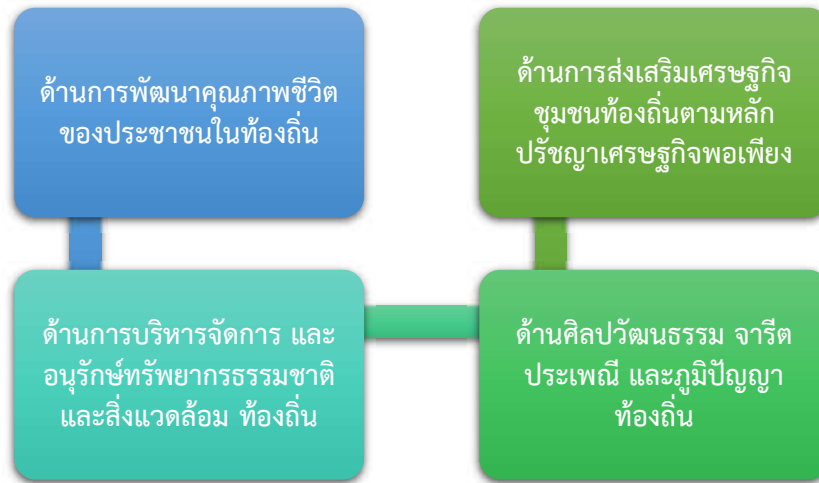 ด้านการพัฒนาคุณภาพชีวิต
ของประชาชนในท้องถิ่น
ด้านการบริหารจัดการ และ
อนุรักษ์ทรัพยากรธรรมชาติ
และสิ่งแวดล้อม ท้องถิ่น
ด้านศิลปวัฒนธรรม จารีต
ประเพณี และภูมิปัญญา
ท้องถิ่น
ด้านการส่งเสริมเศรษฐกิจ
ชุมชนท้องถิ่นตามหลัก
ปรัชญาเศรษฐกิจพอเพียง